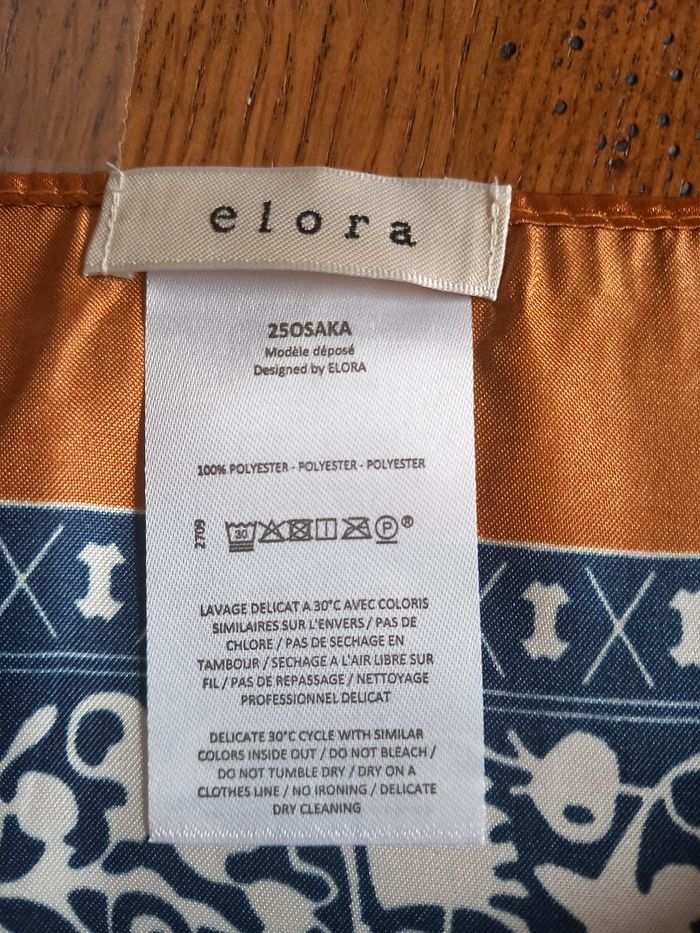 elora
25OSAKA
Modèle déposé
Designed by ELORA
100% POLYESTER - POLYESTER - POLYESTER
2709
30
P
®
LAVAGE DELICAT A 30°C AVEC COLORIS
SIMILAIRES SUR L'ENVERS / PAS DE
CHLORE / PAS DE SECHAGE EN
TAMBOUR / SECHAGE A L'AIR LIBRE SUR
FIL / PAS DE REPASSAGE / NETTOYAGE
PROFESSIONNEL DELICAT
DELICATE 30°C CYCLE WITH SIMILAR
COLORS INSIDE OUT / DO NOT BLEACH /
DO NOT TUMBLE DRY / DRY ON A
CLOTHES LINE / NO IRONING / DELICATE
DRY CLEANING